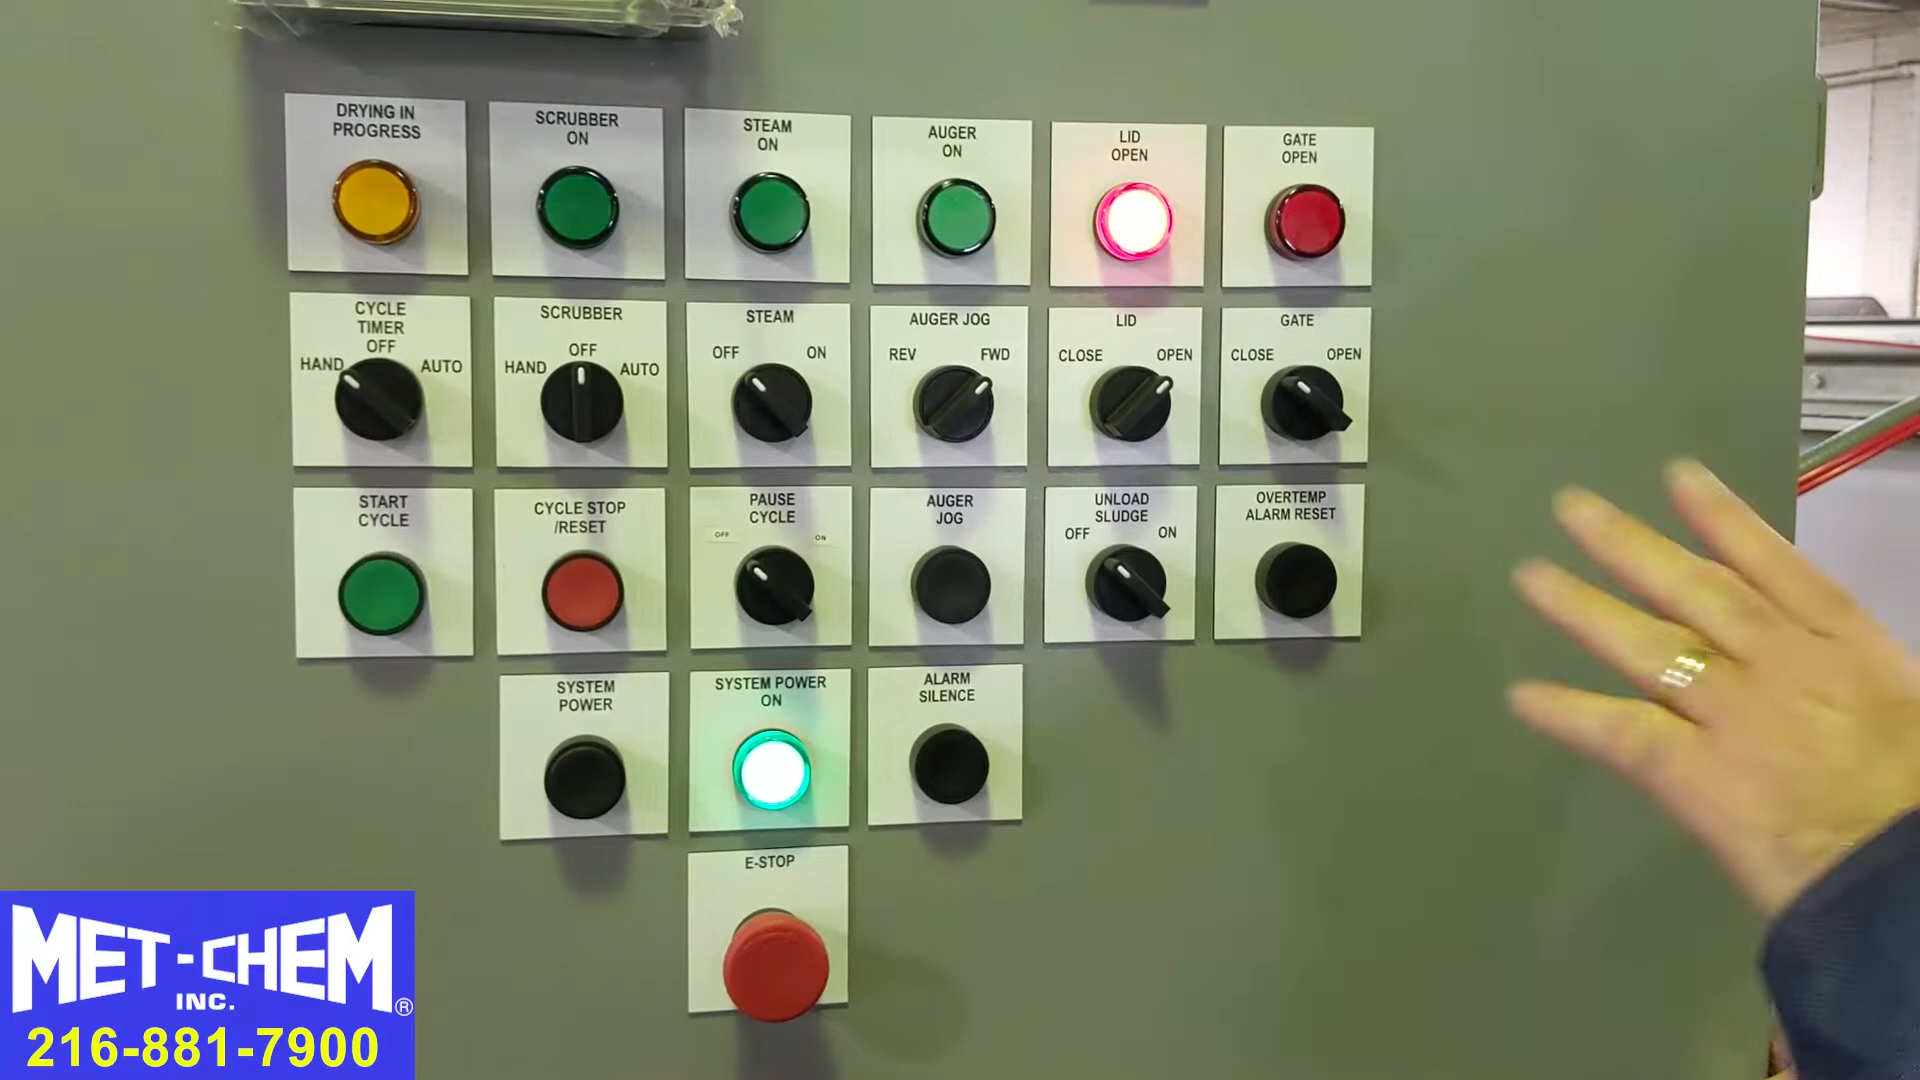 DRYING IN
PROGRESS
SCRUBBER
ON
STEAM
ON
AUGER
ON
LID
OPEN
GATE
OPEN
CYCLE
TIMER
OFF
HAND
AUTO
SCRUBBER
OFF
HAND
AUTO
STEAM
OFF ON
AUGER JOG
REV FWD
LID
CLOSE OPEN
GATE
CLOSE OPEN
START
CYCLE
CYCLE STOP
/RESET
PAUSE
CYCLE
OFF ON
AUGER
JOG
UNLOAD
SLUDGE
OFF ON
OVERTEMP
ALARM RESET
SYSTEM
POWER
SYSTEM POWER
ON
ALARM
SILENCE
E-STOP
MET-CHEM
INC. ®
216-881-7900